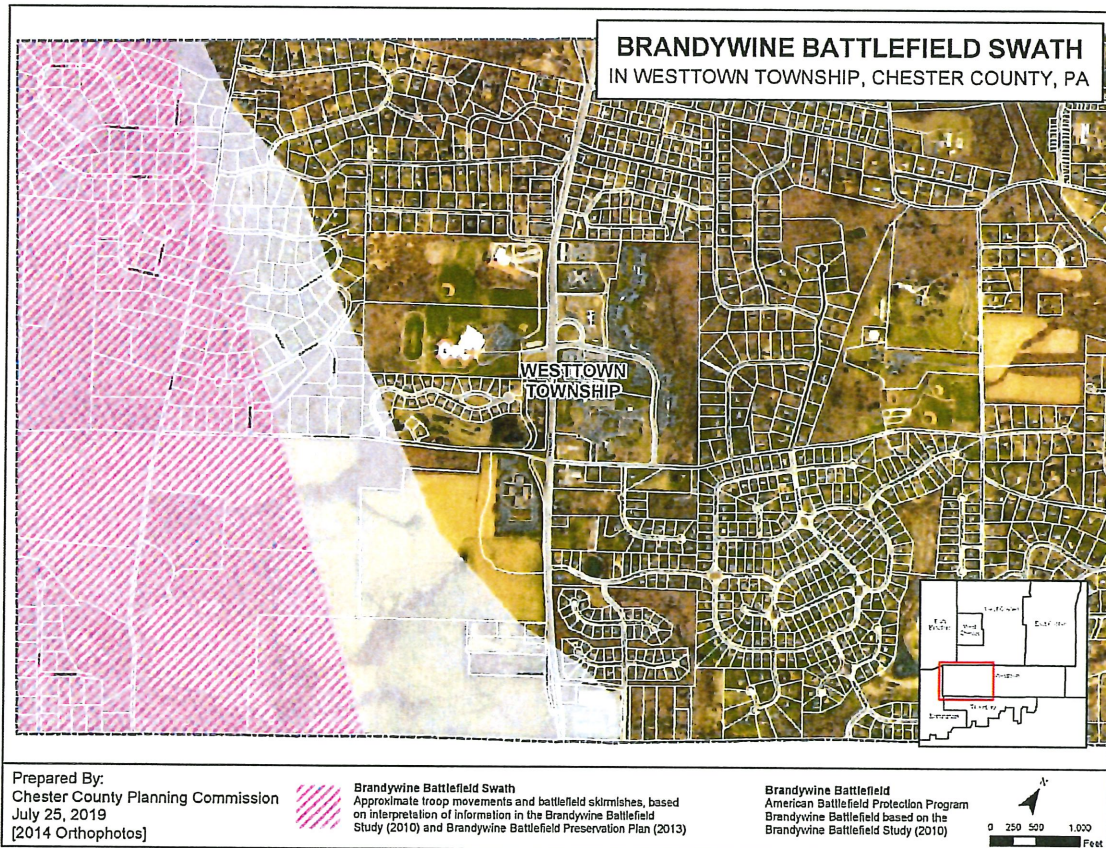 BRANDYWINE BATTLEFIELD SWATH
IN WESTTOWN TOWNSHIP, CHESTER COUNTY, PA
WESTTOWN
TOWNSHIP
Prepared By:
Chester County Planning Commission
July 25, 2019
[2014 Orthophotos]
Brandywine Battlefield Swath
Approximate troop movements and battlefield skirmishes, based
on interpretation of information in the Brandywine Battlefield
Study (2010) and Brandywine Battlefield Preservation Plan (2013)
Brandywine Battlefield
American Battlefield Protection Program
Brandywine Battlefield based on the
Brandywine Battlefield Study (2010)
0 250 500 1,000
Feet